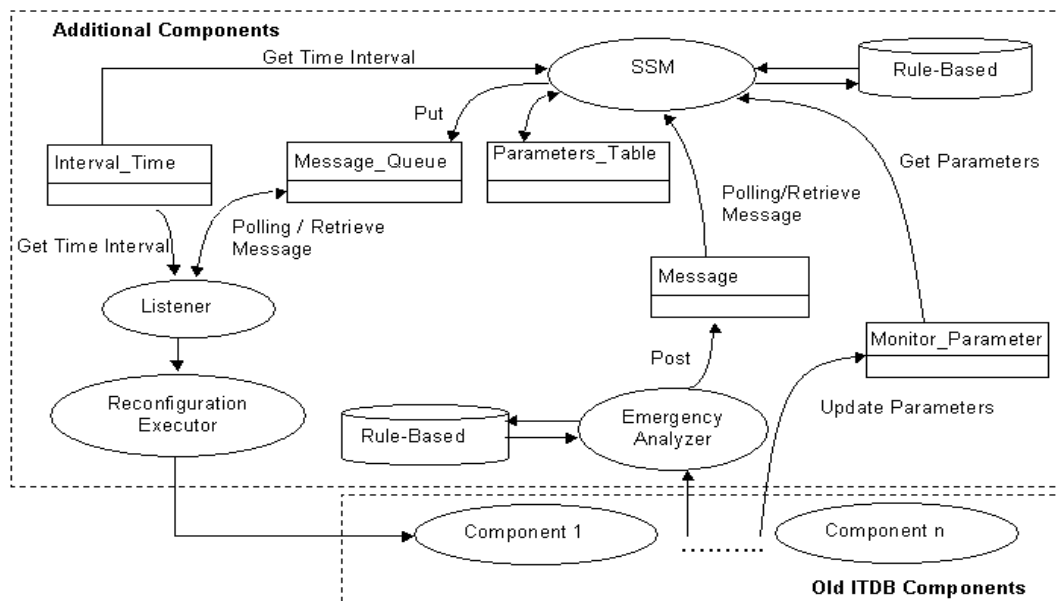 Additional Components
Get Time Interval
SSM
Rule-Based
Put
Interval_Time
Message_Queue
Parameters_Table
Get Parameters
Polling/Retrieve
Message
Get Time Interval
Polling / Retrieve
Message
Message
Listener
Monitor_Parameter
Post
Reconfiguration
Executor
Rule-Based
Emergency
Analyzer
Update Parameters
Component 1
Component n
Old ITDB Components